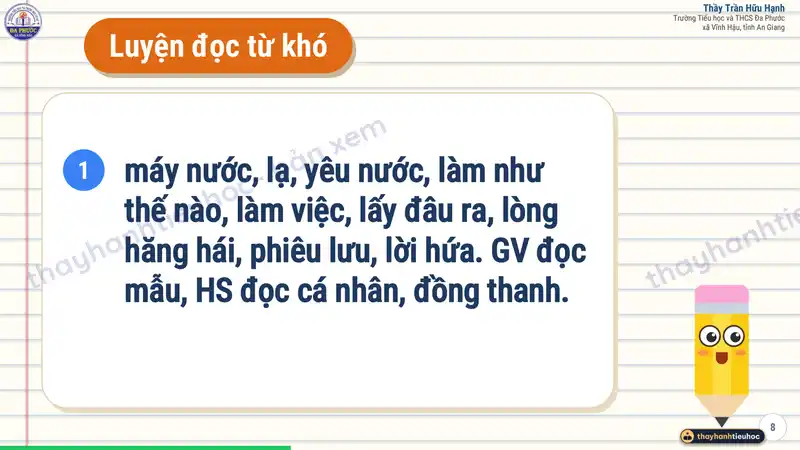 ĐA PHƯỚC
Thầy Trần Hữu Hạnh
Trường Tiểu học và THCS Đa Phước
xã Vĩnh Hậu, tỉnh An Giang
Luyện đọc từ khó
1
máy nước, lạ, yêu nước, làm như
thế nào, làm việc, lấy đâu ra, lòng
hăng hái, phiêu lưu, lời hứa. GV đọc
mẫu, HS đọc cá nhân, đồng thanh.
thayhanhtieuhoc
8